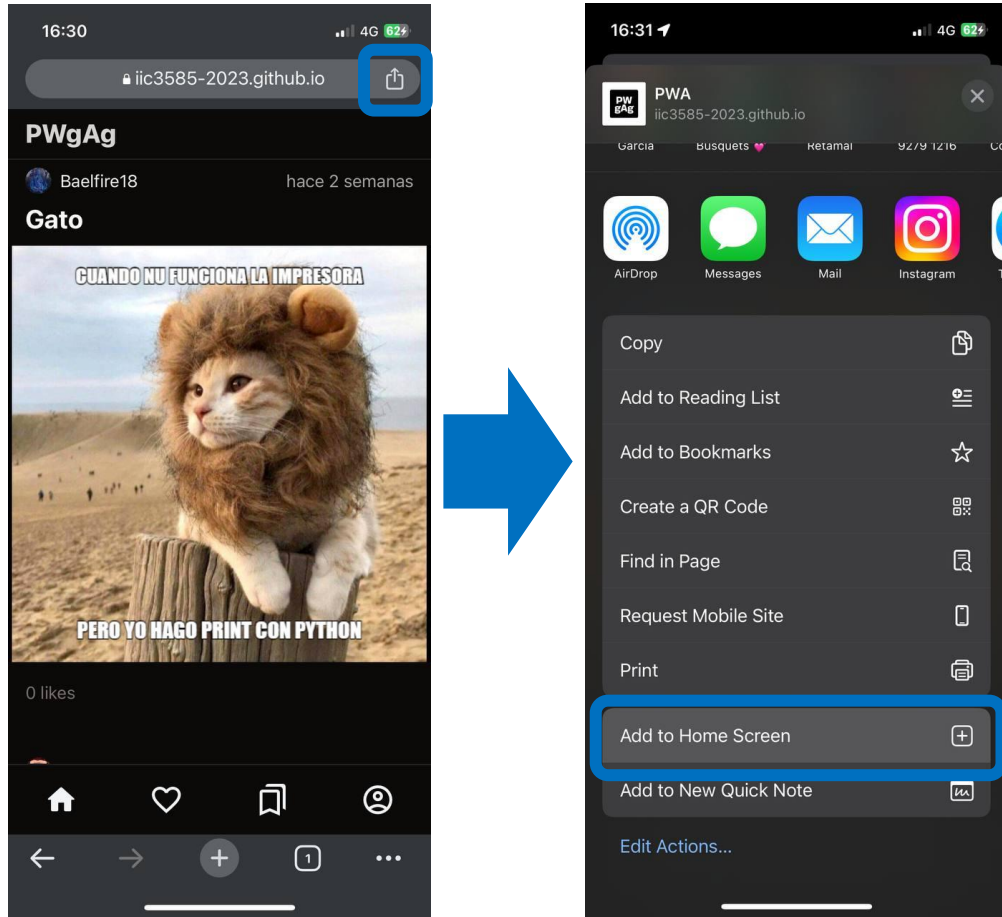 16:30
4G 62
iic3585-2023.github.io
PWgAg
Baelfire18
hace 2 semanas
Gato
CUANDO NU FUNCIONA LA IMPRESORA
PERO YO HAGO PRINT CON PYTHON
0 likes
1
16:31
4G 62
PW
gAg
PWA
iic3585-2023.github.io
Garcia
Busquets
Retamal
9279 1216
AirDrop
Messages
Mail
Instagram
Copy
Add to Reading List
Add to Bookmarks
Create a QR Code
Find in Page
Request Mobile Site
Print
Add to Home Screen
Add to New Quick Note
Edit Actions...